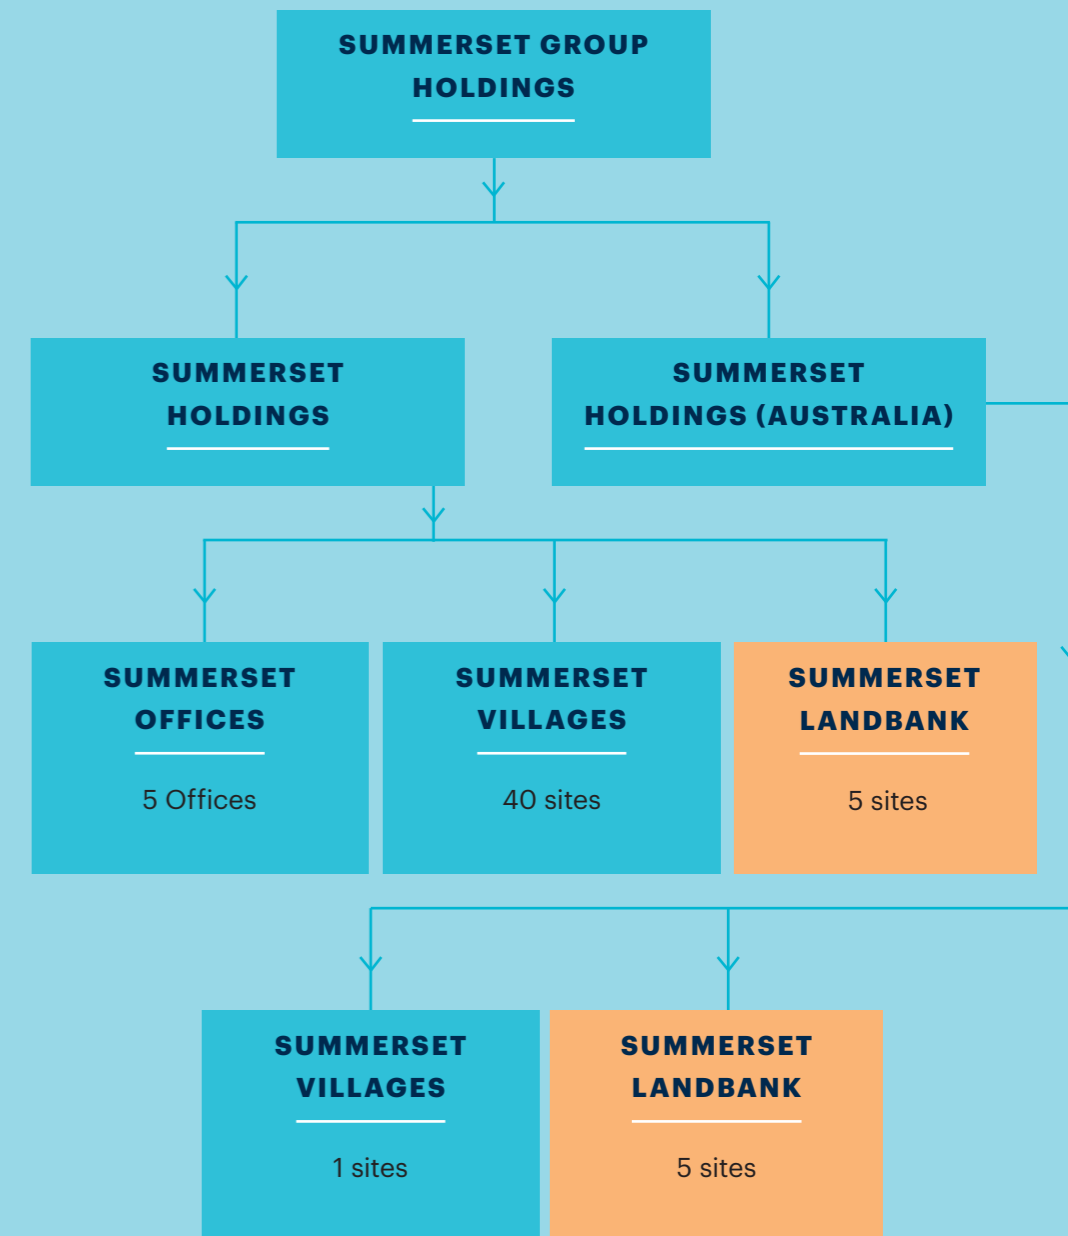 SUMMERSET GROUP
HOLDINGS
SUMMERSET
HOLDINGS
SUMMERSET
HOLDINGS (AUSTRALIA)
SUMMERSET
OFFICES
5 Offices
SUMMERSET
VILLAGES
40 sites
SUMMERSET
LANDBANK
5 sites
SUMMERSET
VILLAGES
1 sites
SUMMERSET
LANDBANK
5 sites